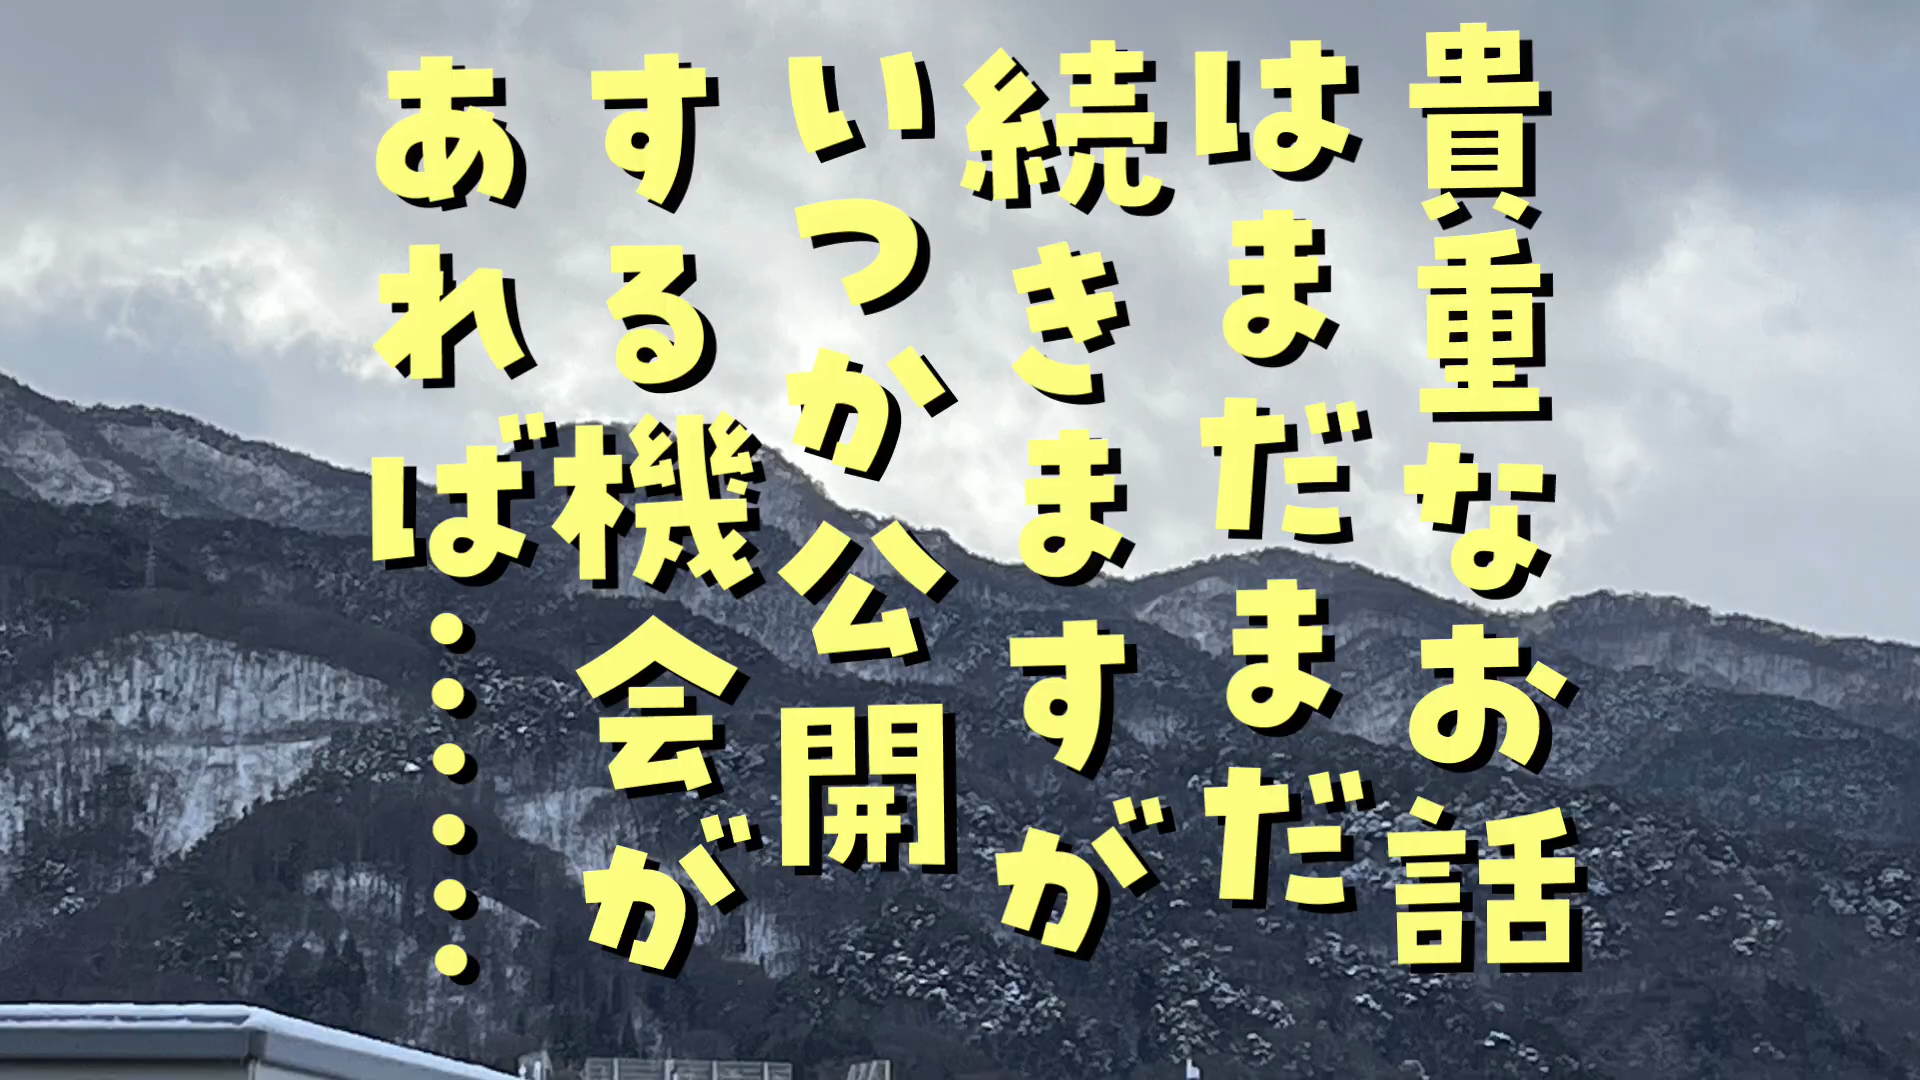 貴重なお話
はまだまだ
続きますが
いつか公開
する機会が
あれば……